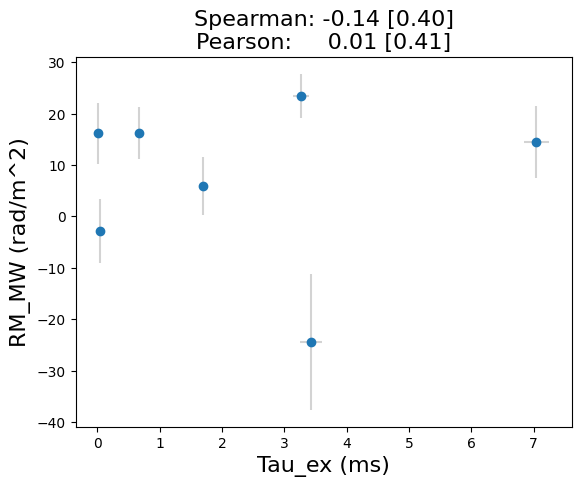 Spearman: -0.14 [0.40]
Pearson: 0.01 [0.41]
RM_MW (rad/m^2)
30
20
10
0
−10
−20
−30
−40
0 1 2 3 4 5 6 7
Tau_ex (ms)